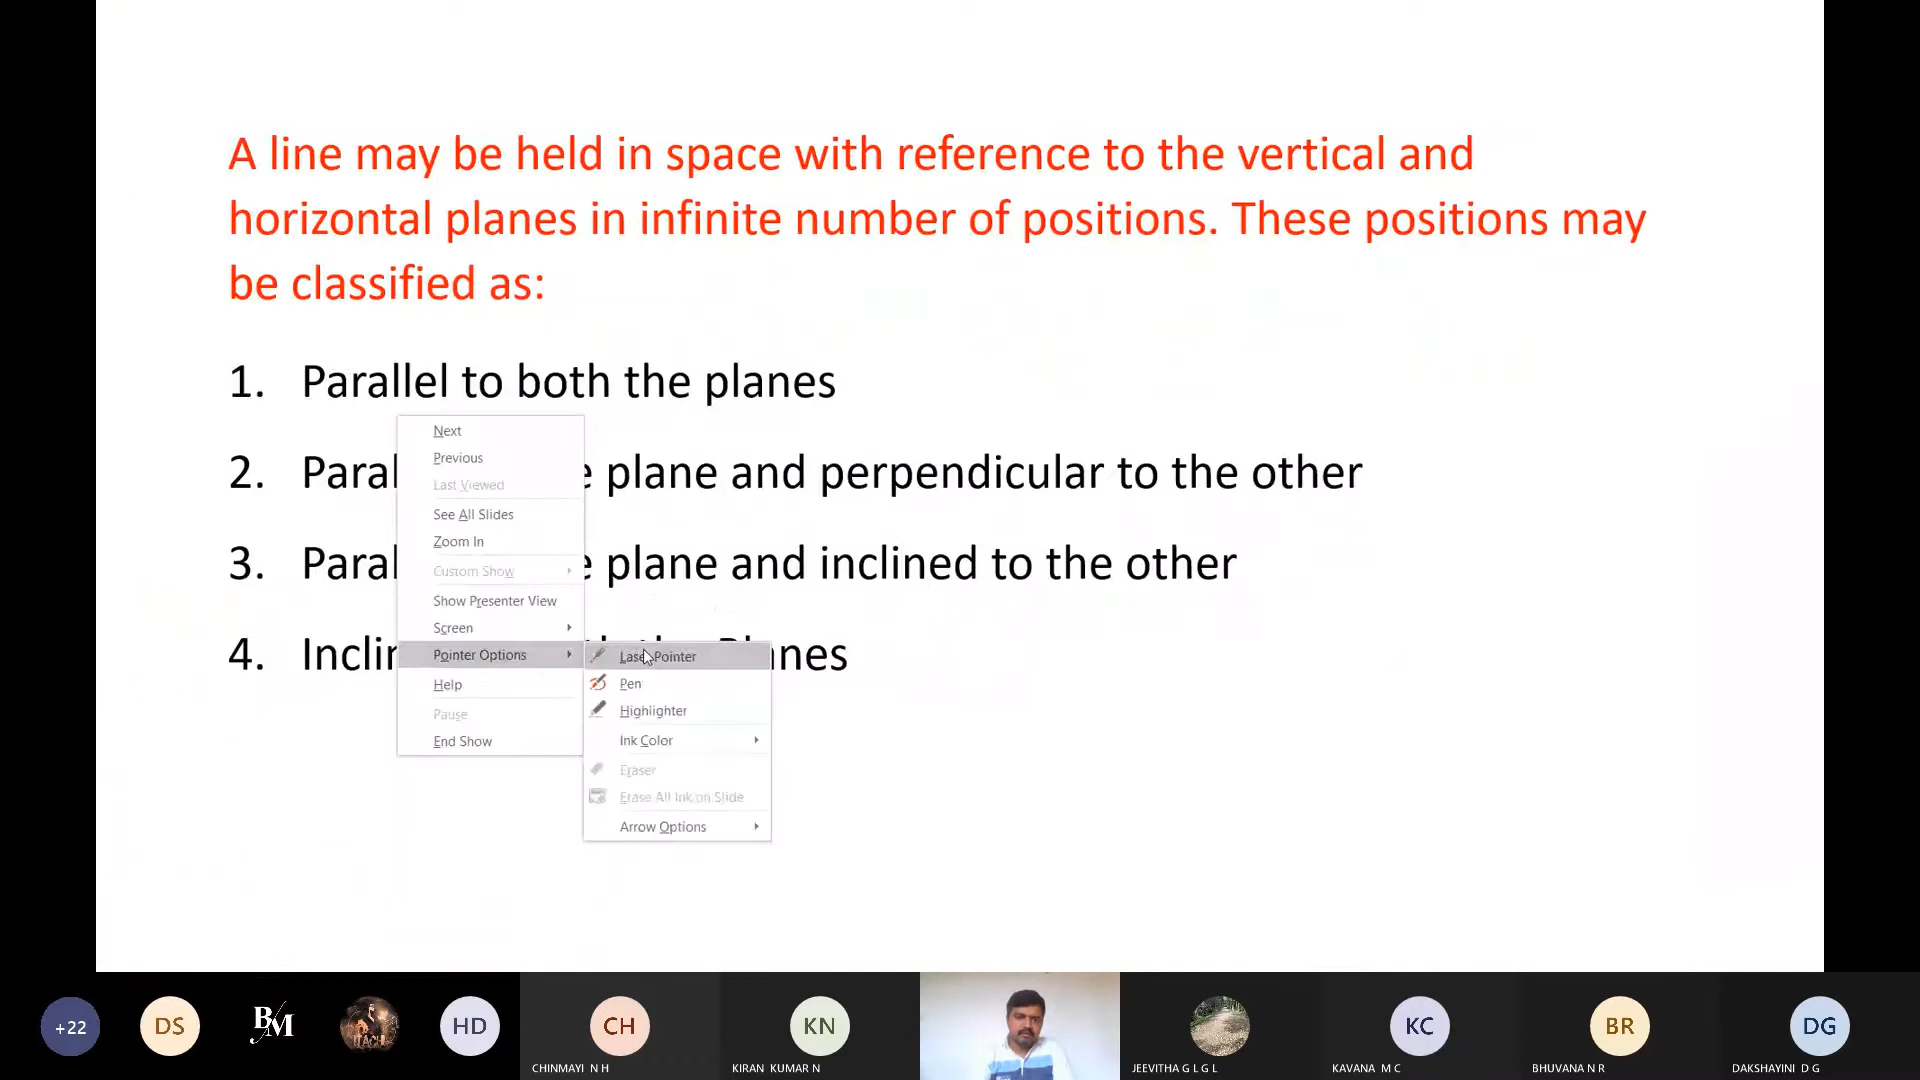 A line may be held in space with reference to the vertical and
horizontal planes in infinite number of positions. These positions may
be classified as:
1. Parallel to both the planes
2. Paral e plane and perpendicular to the other
3. Paral e plane and inclined to the other
4. Inclin nes
Next
Previous
Last Viewed
See All Slides
Zoom In
Custom Show
Show Presenter View
Screen
Pointer Options
Help
Pause
End Show
Laser Pointer
Pen
Highlighter
Ink Color
Eraser
Erase All Ink on Slide
Arrow Options
+22
DS
BM
HD
CH
KN
KC
BR
DG
CHINMAYI N H
KIRAN KUMAR N
JEEVITHA G L G L
KAVANA M C
BHUVANA N R
DAKSHAYINI D G